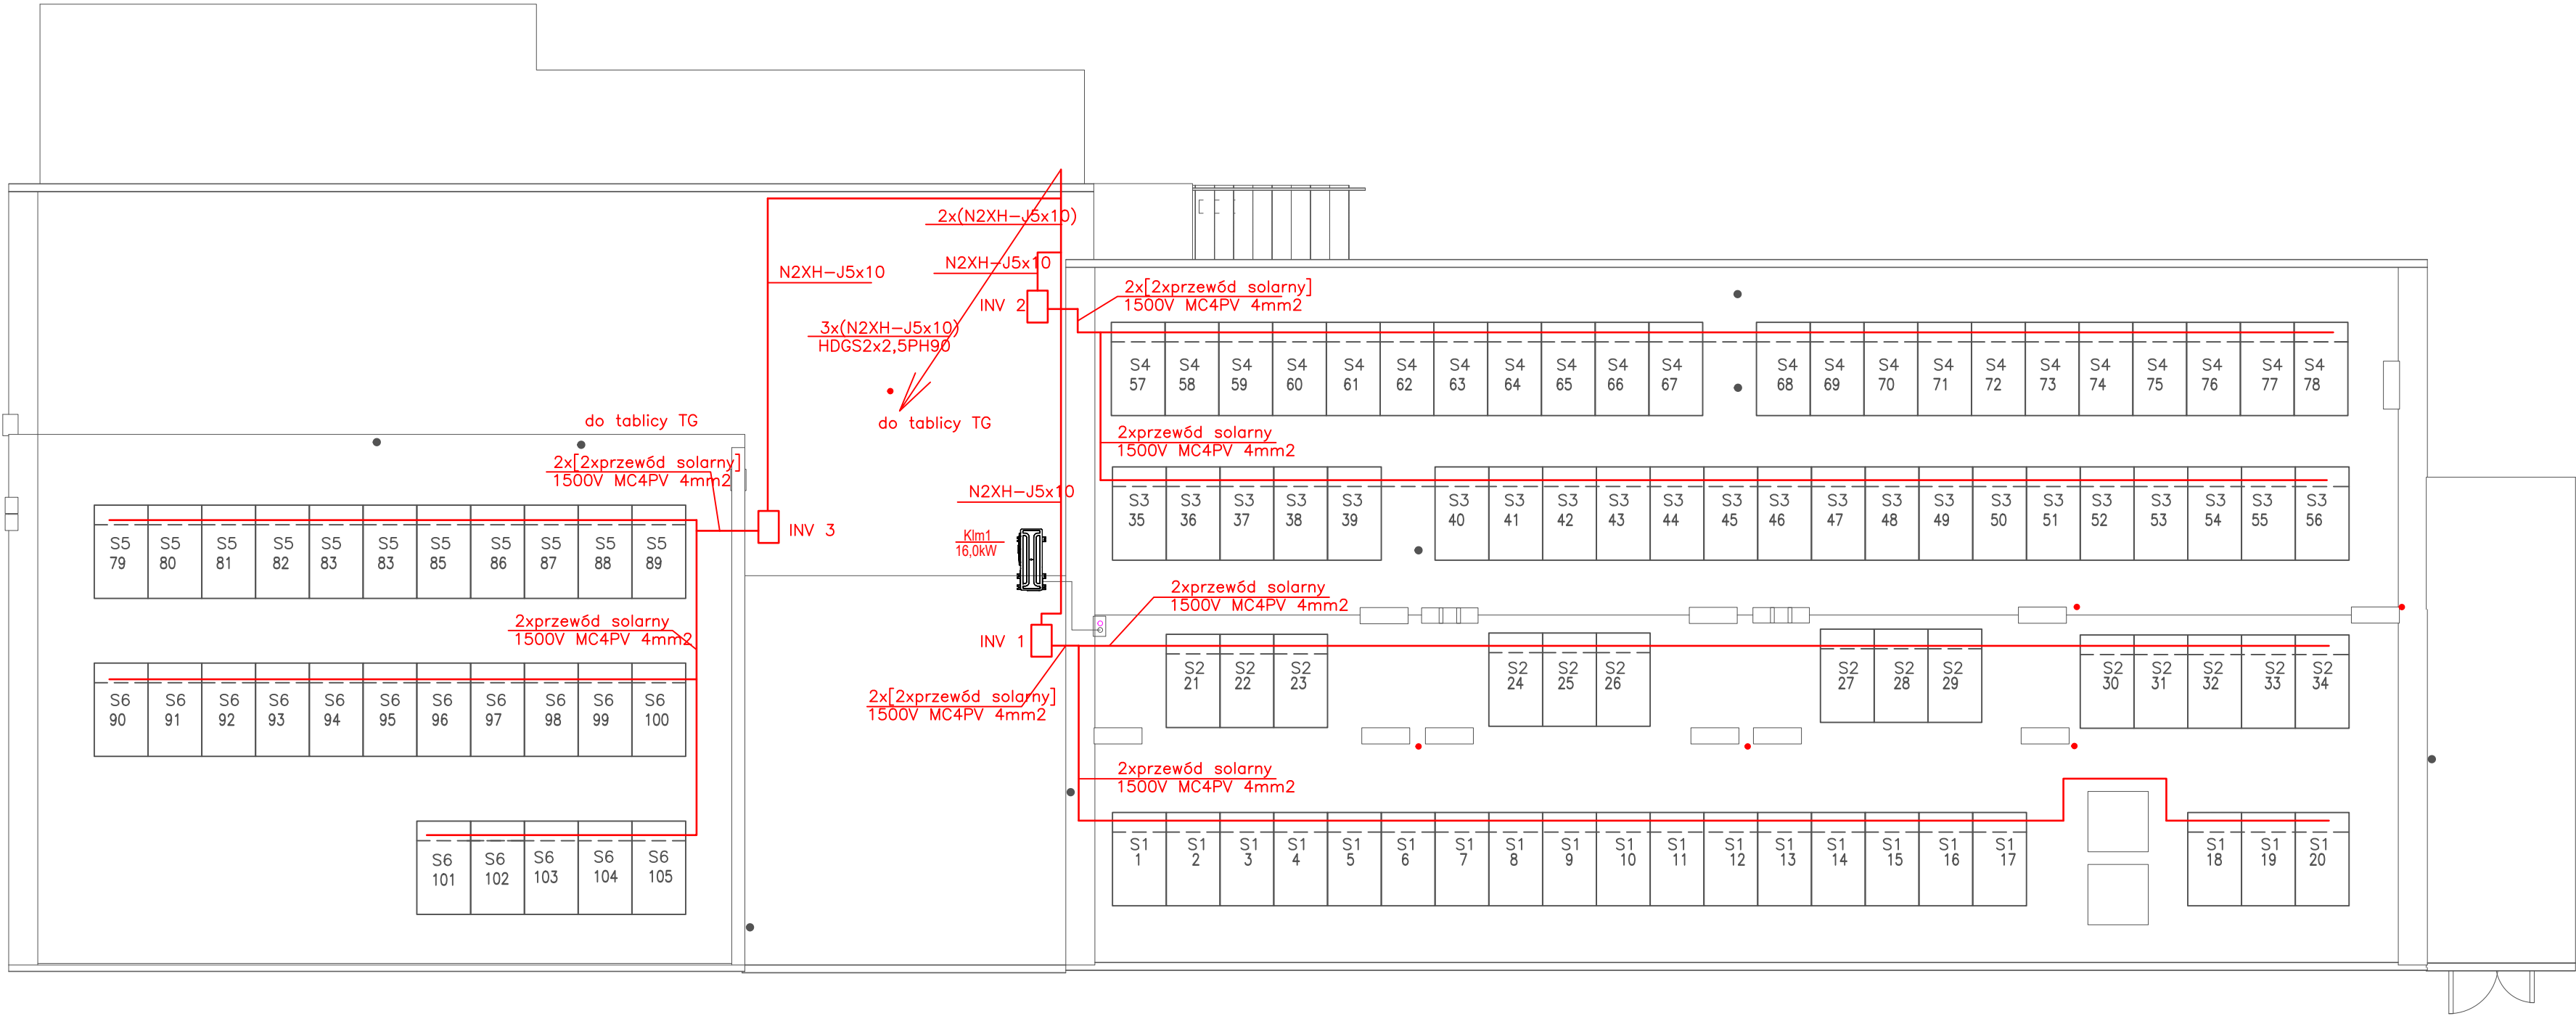 2x(N2XH-J5x10)
N2XH-J5x10
N2XH-J5x10
2x[2xprzewód solarny]
1500V MC4PV 4mm2
INV 2
3x(N2XH-J5x10)
HDGS2x2,5PH90
S4 S4 S4 S4 S4 S4 S4 S4 S4 S4 S4 S4 S4 S4 S4 S4 S4 S4 S4 S4 S4 S4
57 58 59 60 61 62 63 64 65 66 67 68 69 70 71 72 73 74 75 76 77 78
do tablicy TG
do tablicy TG
2xprzewód solarny
1500V MC4PV 4mm2
2x[2xprzewód solarny]
1500V MC4PV 4mm2
N2XH-J5x10
S3 S3 S3 S3 S3 S3 S3 S3 S3 S3 S3 S3 S3 S3 S3 S3 S3 S3 S3 S3 S3 S3
35 36 37 38 39 40 41 42 43 44 45 46 47 48 49 50 51 52 53 54 55 56
INV 3
Klm1
16,0kW
S5 S5 S5 S5 S5 S5 S5 S5 S5 S5 S5
79 80 81 82 83 83 85 86 87 88 89
2xprzewód solarny
1500V MC4PV 4mm2
2xprzewód solarny
1500V MC4PV 4mm2
INV 1
S2 S2 S2 S2 S2 S2 S2 S2 S2 S2 S2 S2 S2 S2
21 22 23 24 25 26 27 28 29 30 31 32 33 34
2x[2xprzewód solarny]
1500V MC4PV 4mm2
S6 S6 S6 S6 S6 S6 S6 S6 S6 S6 S6
90 91 92 93 94 95 96 97 98 99 100
2xprzewód solarny
1500V MC4PV 4mm2
S1 S1 S1 S1 S1 S1 S1 S1 S1 S1 S1 S1 S1 S1 S1 S1 S1 S1 S1 S1
1 2 3 4 5 6 7 8 9 10 11 12 13 14 15 16 17 18 19 20
S6 S6 S6 S6 S6
101 102 103 104 105